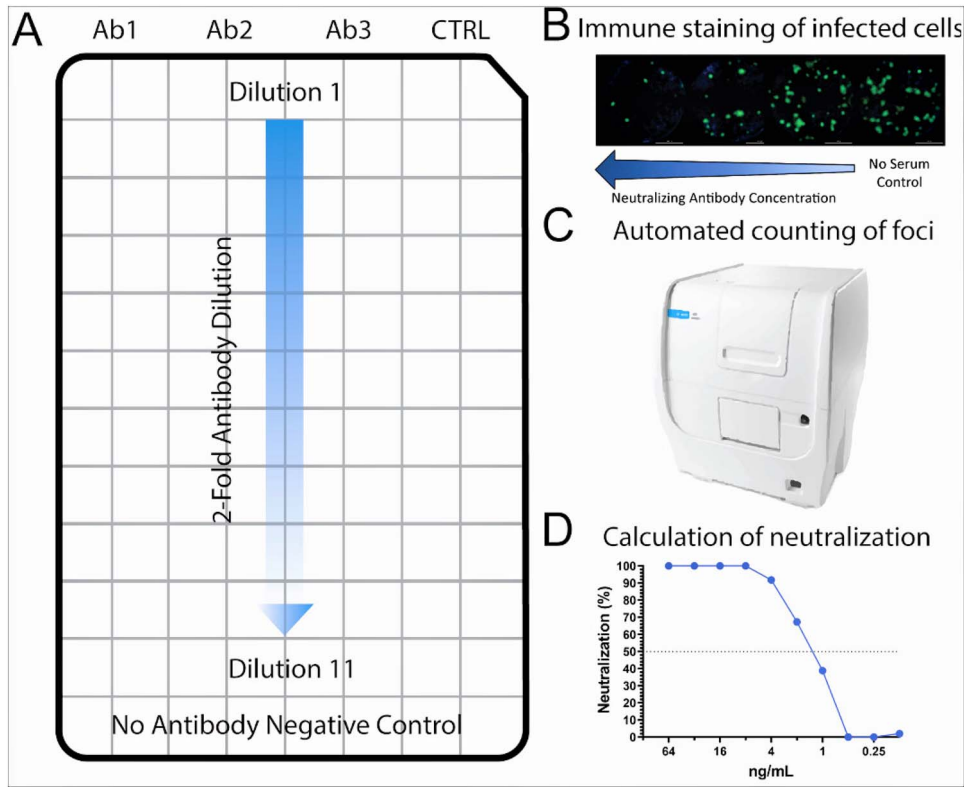 A
Ab1 Ab2 Ab3 CTRL
Dilution 1
2-Fold Antibody Dilution
Dilution 11
No Antibody Negative Control
B Immune staining of infected cells
No Serum
Control
Neutralizing Antibody Concentration
C Automated counting of foci
D Calculation of neutralization
Neutralization (%)
100
90
80
70
60
50
40
30
20
10
0
64 16 4 1 0.25
ng/mL